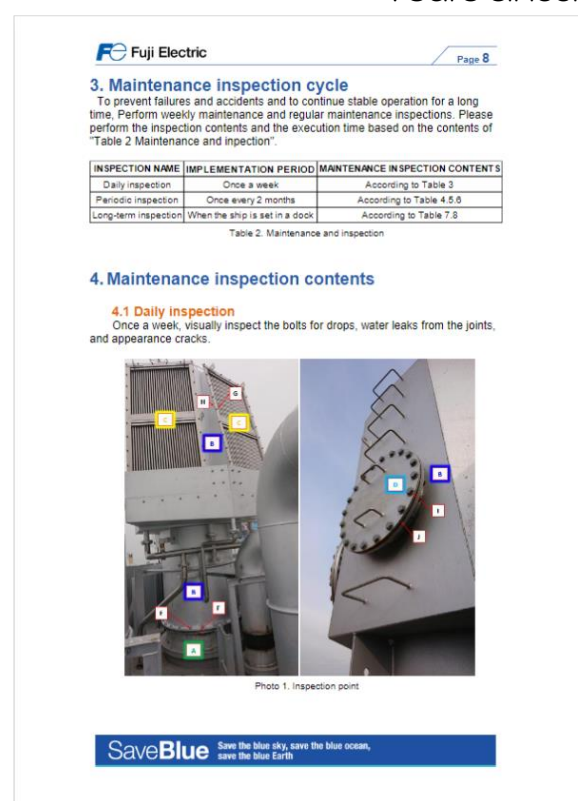 Fuji Electric
Page 8
3. Maintenance inspection cycle
To prevent failures and accidents and to continue stable operation for a long
time, Perform weekly maintenance and regular maintenance inspections. Please
perform the inspection contents and the execution time based on the contents of
"Table 2 Maintenance and inpection".
INSPECTION NAME IMPLEMENTATION PERIOD MAINTENANCE INSPECTION CONTENTS
Daily inspection Once a week According to Table 3
Periodic inspection Once every 2 months According to Table 4.5.6
Long-term inspection When the ship is set in a dock According to Table 7.8
Table 2. Maintenance and inspection
4. Maintenance inspection contents
4.1 Daily inspection
Once a week, visually inspect the bolts for drops, water leaks from the joints,
and appearance cracks.
G
H
C
C
B
B
D
I
J
B
E
F
A
Photo 1. Inspection point
SaveBlue
Save the blue sky, save the blue ocean,
save the blue Earth